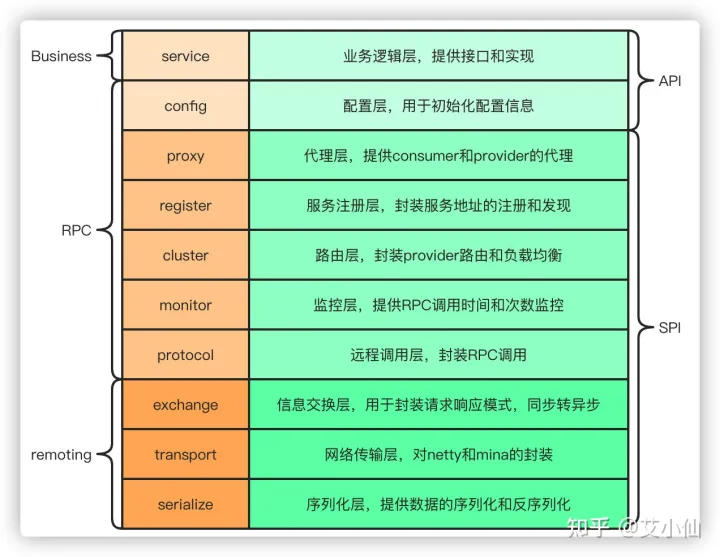 Business
service
业务逻辑层，提供接口和实现
API
config
配置层，用于初始化配置信息
RPC
proxy
代理层，提供consumer和provider的代理
register
服务注册层，封装服务地址的注册和发现
cluster
路由层，封装provider路由和负载均衡
monitor
监控层，提供RPC调用时间和次数监控
SPI
protocol
远程调用层，封装RPC调用
remoting
exchange
信息交换层，用于封装请求响应模式，同步转异步
transport
网络传输层，对netty和mina的封装
serialize
序列化层，提供数据的序列化和反序列化
知乎 @艾小仙